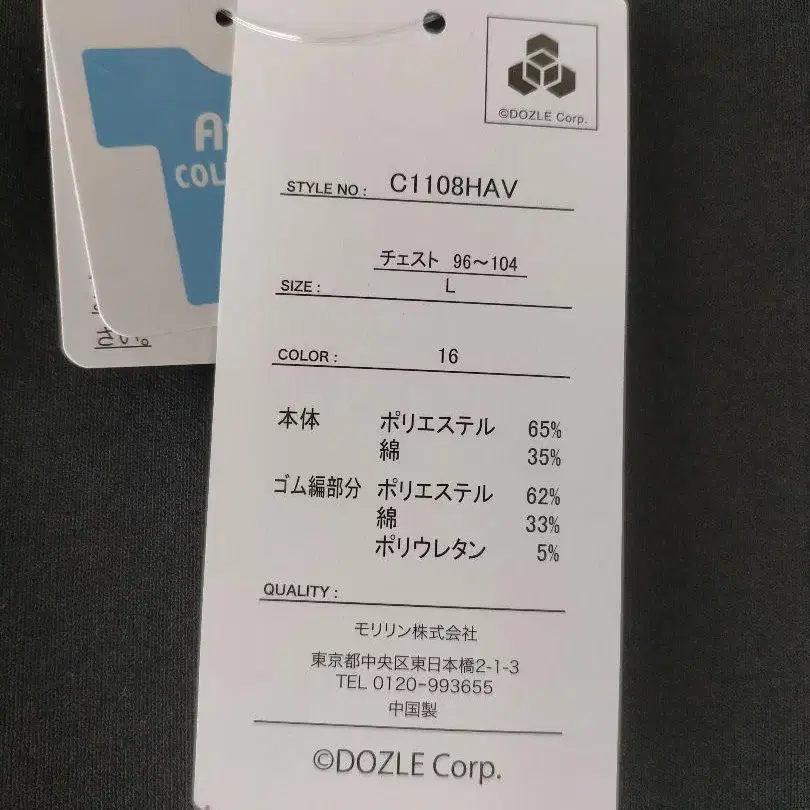 ©DOZLE Corp.
STYLE NO : C1108HAV
チェスト 96～104
SIZE : L
COLOR : 16
本体 ポリエステル 65%
綿 35%
ゴム編部分 ポリエステル 62%
綿 33%
ポリウレタン 5%
QUALITY :
モリリン株式会社
東京都中央区東日本橋2-1-3
TEL 0120-993655
中国製
©DOZLE Corp.
さい。